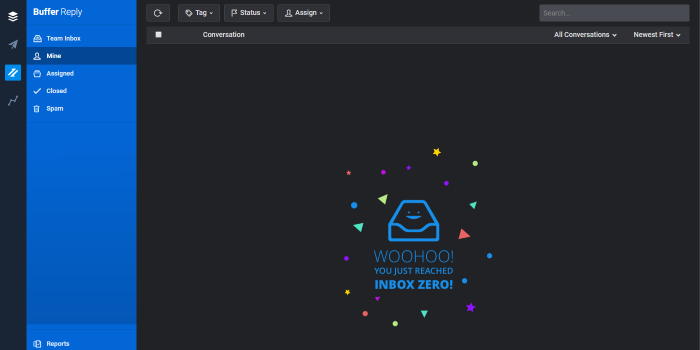 Buffer Reply
Tag
Status
Assign
Search...
Team Inbox
Mine
Assigned
Closed
Spam
Conversation
All Conversations
Newest First
WOOHOO!
YOU JUST REACHED
INBOX ZERO!
Reports